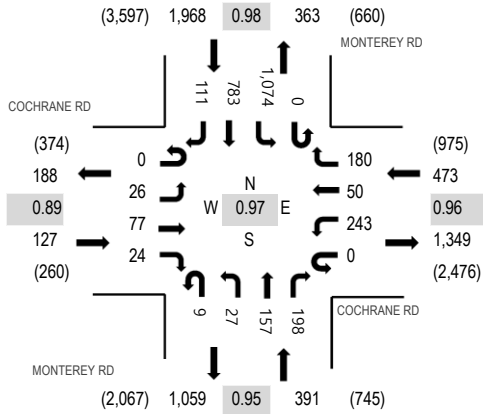 (3,597) 1,968 0.98 363 (660)
MONTEREY RD
111 783 1,074 0
COCHRANE RD
(374) (975)
188 0 180 473
0.89 26 N 50 0.96
W 0.97 E
127 77 S 243 1,349
(260) 24 0 (2,476)
9 27 157 198
COCHRANE RD
MONTEREY RD
(2,067) 1,059 0.95 391 (745)